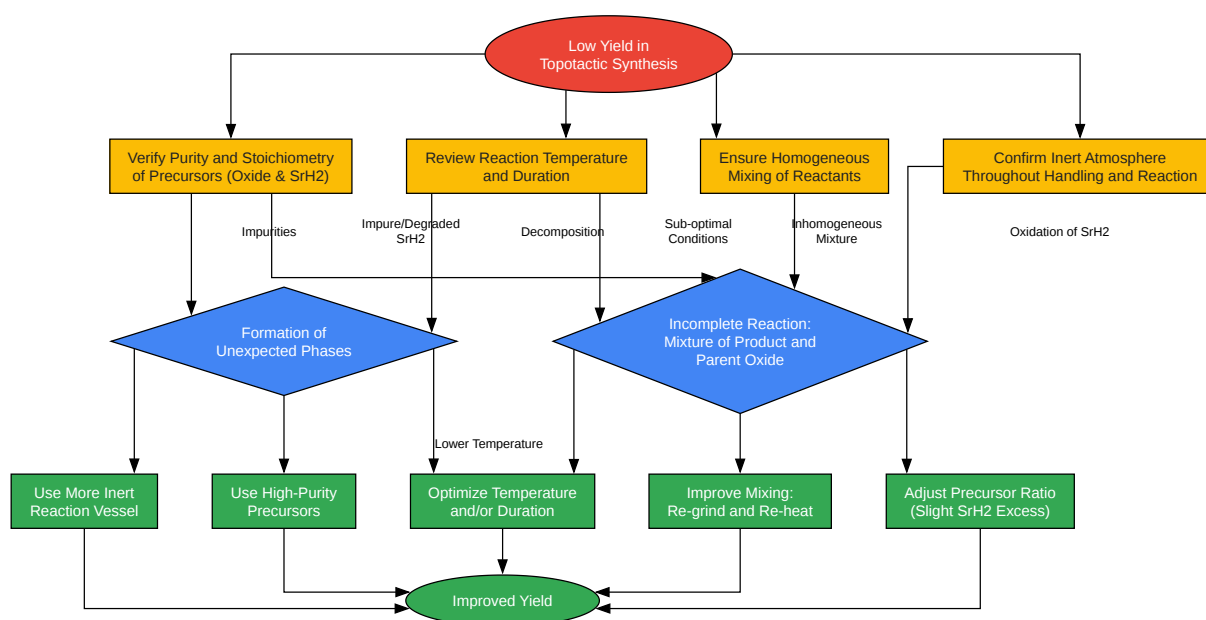 Low Yield in
Topotactic Synthesis
Verify Purity and Stoichiometry
of Precursors (Oxide & SrH2)
Review Reaction Temperature
and Duration
Ensure Homogeneous
Mixing of Reactants
Confirm Inert Atmosphere
Throughout Handling and Reaction
Impurities
Impure/Degraded
SrH2
Decomposition
Sub-optimal
Conditions
Inhomogeneous
Mixture
Oxidation of SrH2
Formation of
Unexpected Phases
Incomplete Reaction:
Mixture of Product and
Parent Oxide
Lower Temperature
Use More Inert
Reaction Vessel
Use High-Purity
Precursors
Optimize Temperature
and/or Duration
Improve Mixing:
Re-grind and Re-heat
Adjust Precursor Ratio
(Slight SrH2 Excess)
Improved Yield